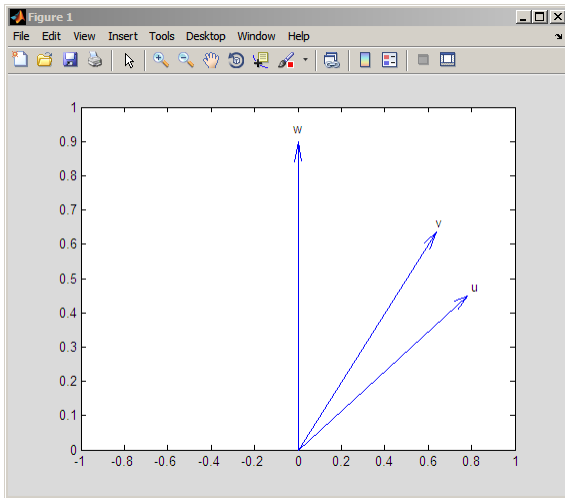 Figure 1
File Edit View Insert Tools Desktop Window Help
1
w
0.9
0.8
0.7
v
0.6
0.5
u
0.4
0.3
0.2
0.1
0
-1 -0.8 -0.6 -0.4 -0.2 0 0.2 0.4 0.6 0.8 1